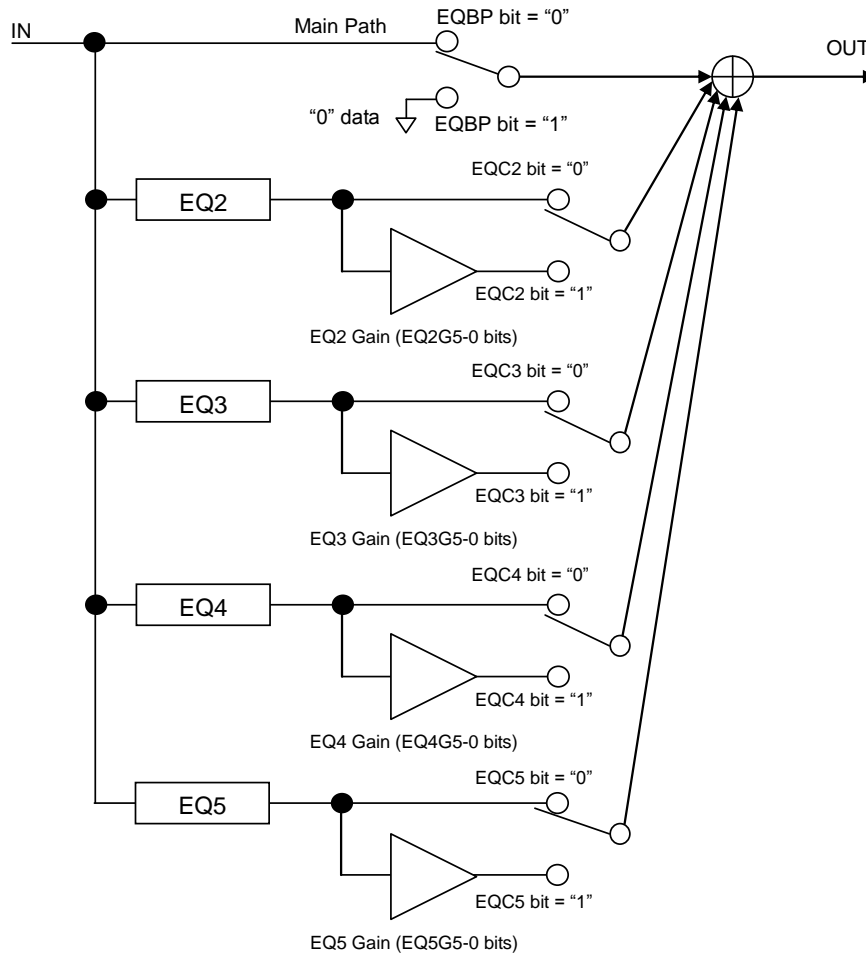 IN
Main Path
EQBP bit = “0”
OUT
“0” data
EQBP bit = “1”
EQC2 bit = “0”
EQ2
EQC2 bit = “1”
EQ2 Gain (EQ2G5-0 bits)
EQC3 bit = “0”
EQ3
EQC3 bit = “1”
EQ3 Gain (EQ3G5-0 bits)
EQC4 bit = “0”
EQ4
EQC4 bit = “1”
EQ4 Gain (EQ4G5-0 bits)
EQC5 bit = “0”
EQ5
EQC5 bit = “1”
EQ5 Gain (EQ5G5-0 bits)